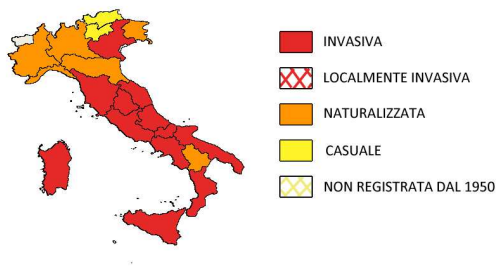 INVASIVA
LOCALMENTE INVASIVA
NATURALIZZATA
CASUALE
NON REGISTRATA DAL 1950